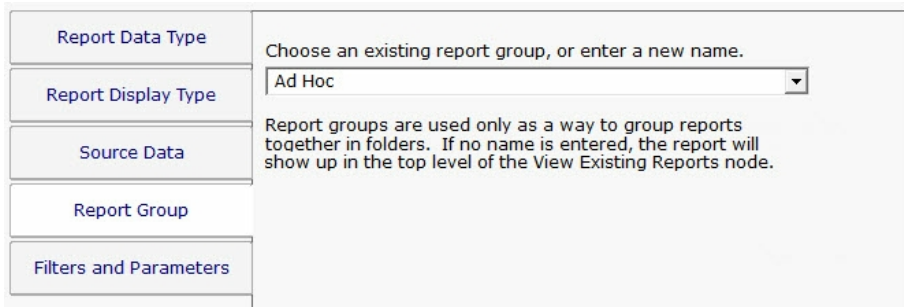 Report Data Type
Report Display Type
Source Data
Report Group
Filters and Parameters
Choose an existing report group, or enter a new name.
Ad Hoc
Report groups are used only as a way to group reports
together in folders. If no name is entered, the report will
show up in the top level of the View Existing Reports node.